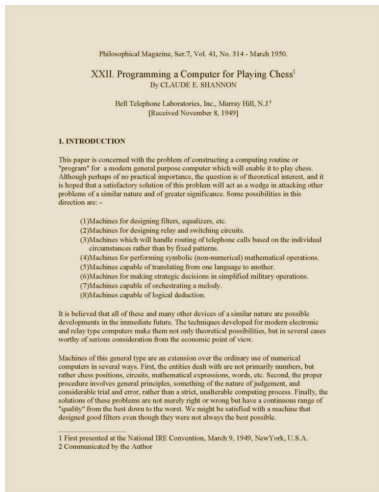 Philosophical Magazine, Ser.7, Vol. 41, No. 314 - March 1950.
XXII. Programming a Computer for Playing Chess1
By CLAUDE E. SHANNON
Bell Telephone Laboratories, Inc., Murray Hill, N.J.2
[Received November 8, 1949]
1. INTRODUCTION
This paper is concerned with the problem of constructing a computing routine or
"program" for a modern general purpose computer which will enable it to play chess.
Although perhaps of no practical importance, the question is of theoretical interest, and it
is hoped that a satisfactory solution of this problem will act as a wedge in attacking other
problems of a similar nature and of greater significance. Some possibilities in this
direction are: -
(1)Machines for designing filters, equalizers, etc.
(2)Machines for designing relay and switching circuits.
(3)Machines which will handle routing of telephone calls based on the individual
circumstances rather than by fixed patterns.
(4)Machines for performing symbolic (non-numerical) mathematical operations.
(5)Machines capable of translating from one language to another.
(6)Machines for making strategic decisions in simplified military operations.
(7)Machines capable of orchestrating a melody.
(8)Machines capable of logical deduction.
It is believed that all of these and many other devices of a similar nature are possible
developments in the immediate future. The techniques developed for modern electronic
and relay type computers make them not only theoretical possibilities, but in several cases
worthy of serious consideration from the economic point of view.
Machines of this general type are an extension over the ordinary use of numerical
computers in several ways. First, the entities dealt with are not primarily numbers, but
rather chess positions, circuits, mathematical expressions, words, etc. Second, the proper
procedure involves general principles, something of the nature of judgement, and
considerable trial and error, rather than a strict, unalterable computing process. Finally, the
solutions of these problems are not merely right or wrong but have a continuous range of
"quality" from the best down to the worst. We might be satisfied with a machine that
designed good filters even though they were not always the best possible.
1 First presented at the National IRE Convention, March 9, 1949, NewYork, U.S.A.
2 Communicated by the Author